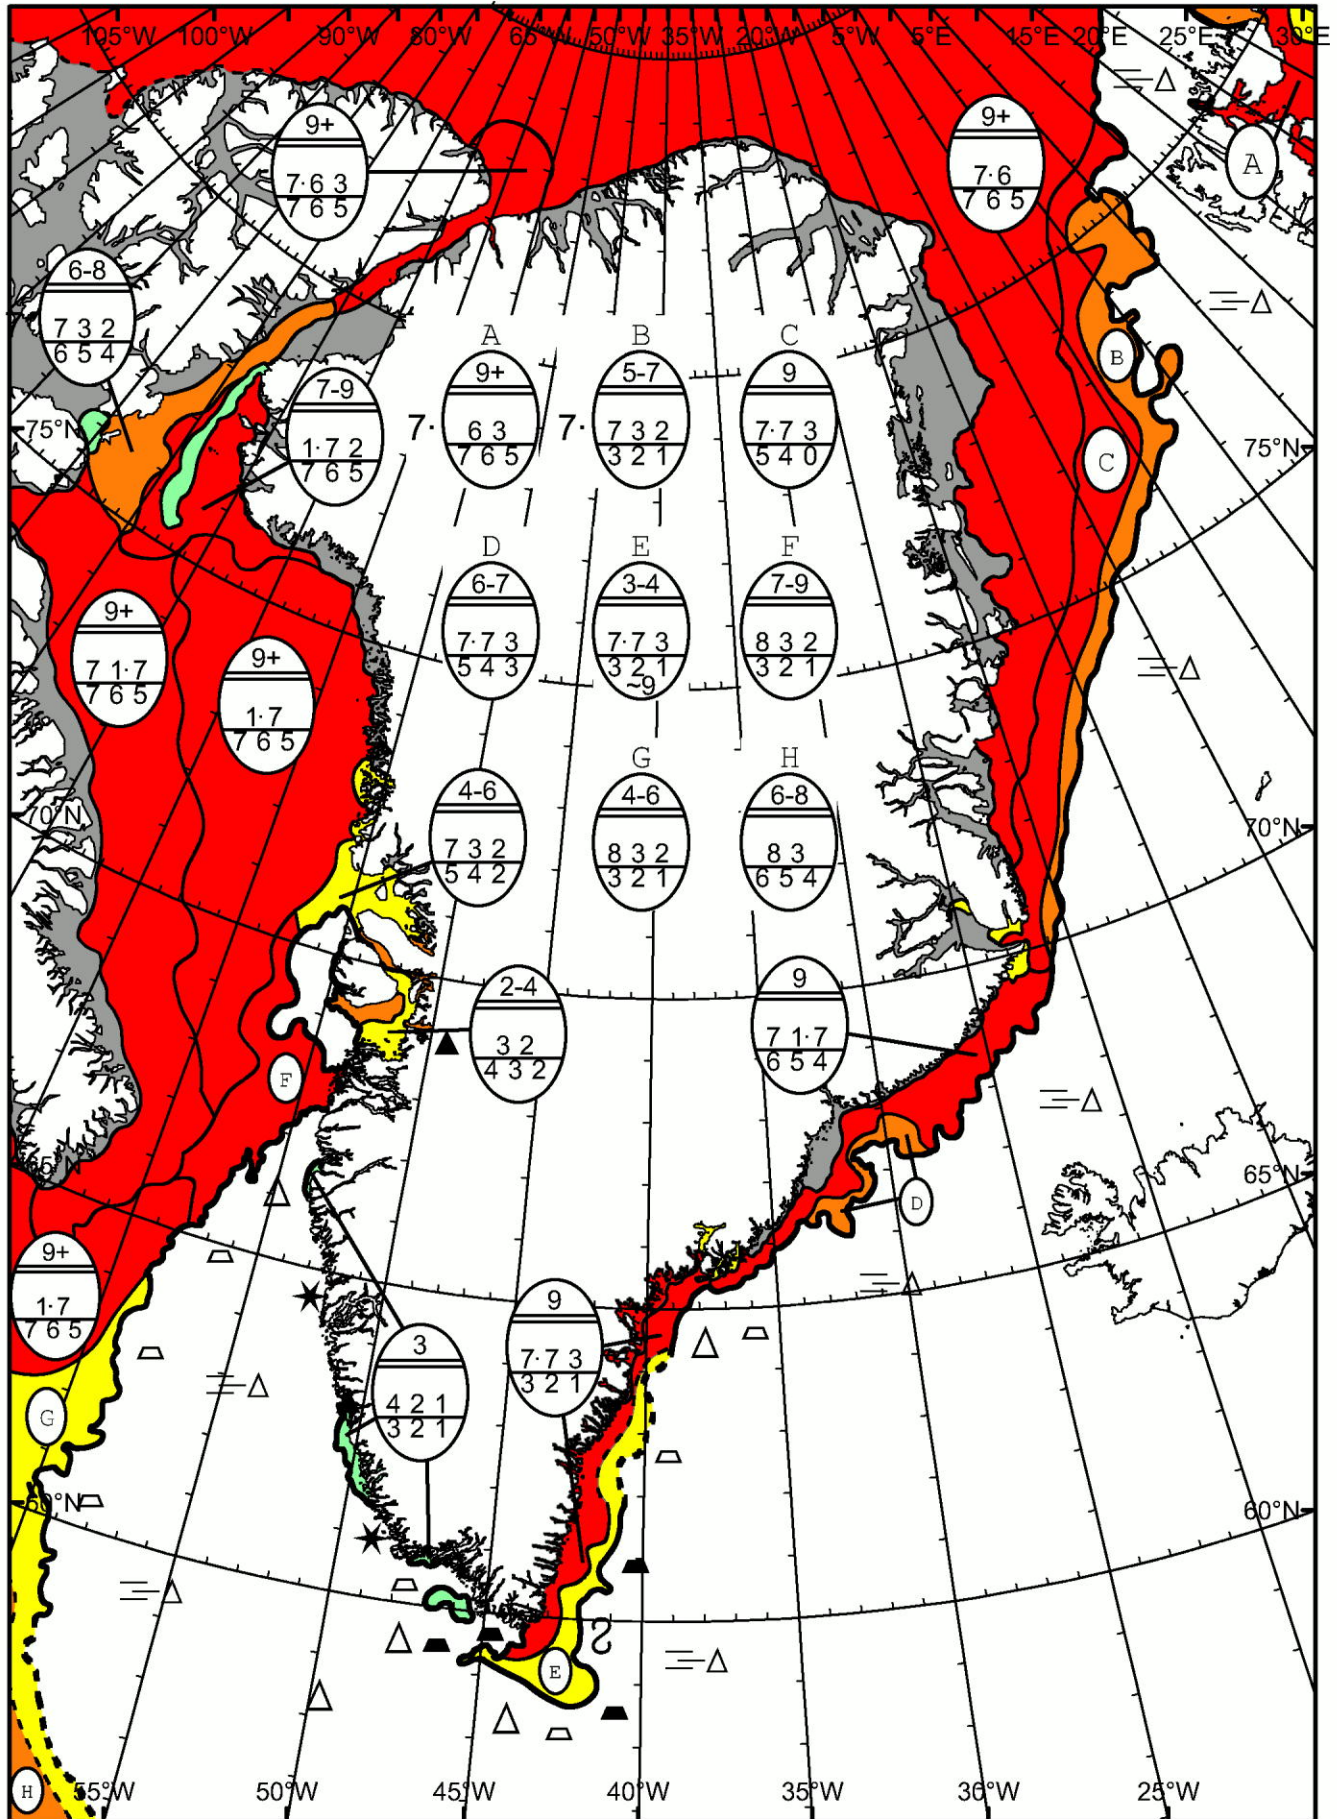 105°W 100°W 90°W 80°W 65°W 50°W 35°W 20°W 5°W 5°E 15°E 20°E 25°E 30°E
9+
7·6 3
7 6 5
9+
7·6
7 6 5
A
6-8
7 3 2
6 5 4
B
75°N
7-9
1·7 2
7 6 5
A B C
9+
7· 6 3
7 6 5
5-7
7· 7 3 2
3 2 1
9
7·7 3
5 4 0
C
75°N
D E F
6-7
7·7 3
5 4 3
3-4
7·7 3
3 2 1
~9
7-9
8 3 2
3 2 1
9+
7 1·7
7 6 5
9+
1·7
7 6 5
70°N
4-6
7 3 2
5 4 2
G H
4-6
8 3 2
3 2 1
6-8
8 3
6 5 4
70°N
2-4
3 2
4 3 2
9
7 1·7
6 5 4
F
65°N
D
65°N
9+
1·7
7 6 5
3
4 2 1
3 2 1
9
7·7 3
3 2 1
G
60°N
60°N
E
H
55°W 50°W 45°W 40°W 35°W 30°W 25°W